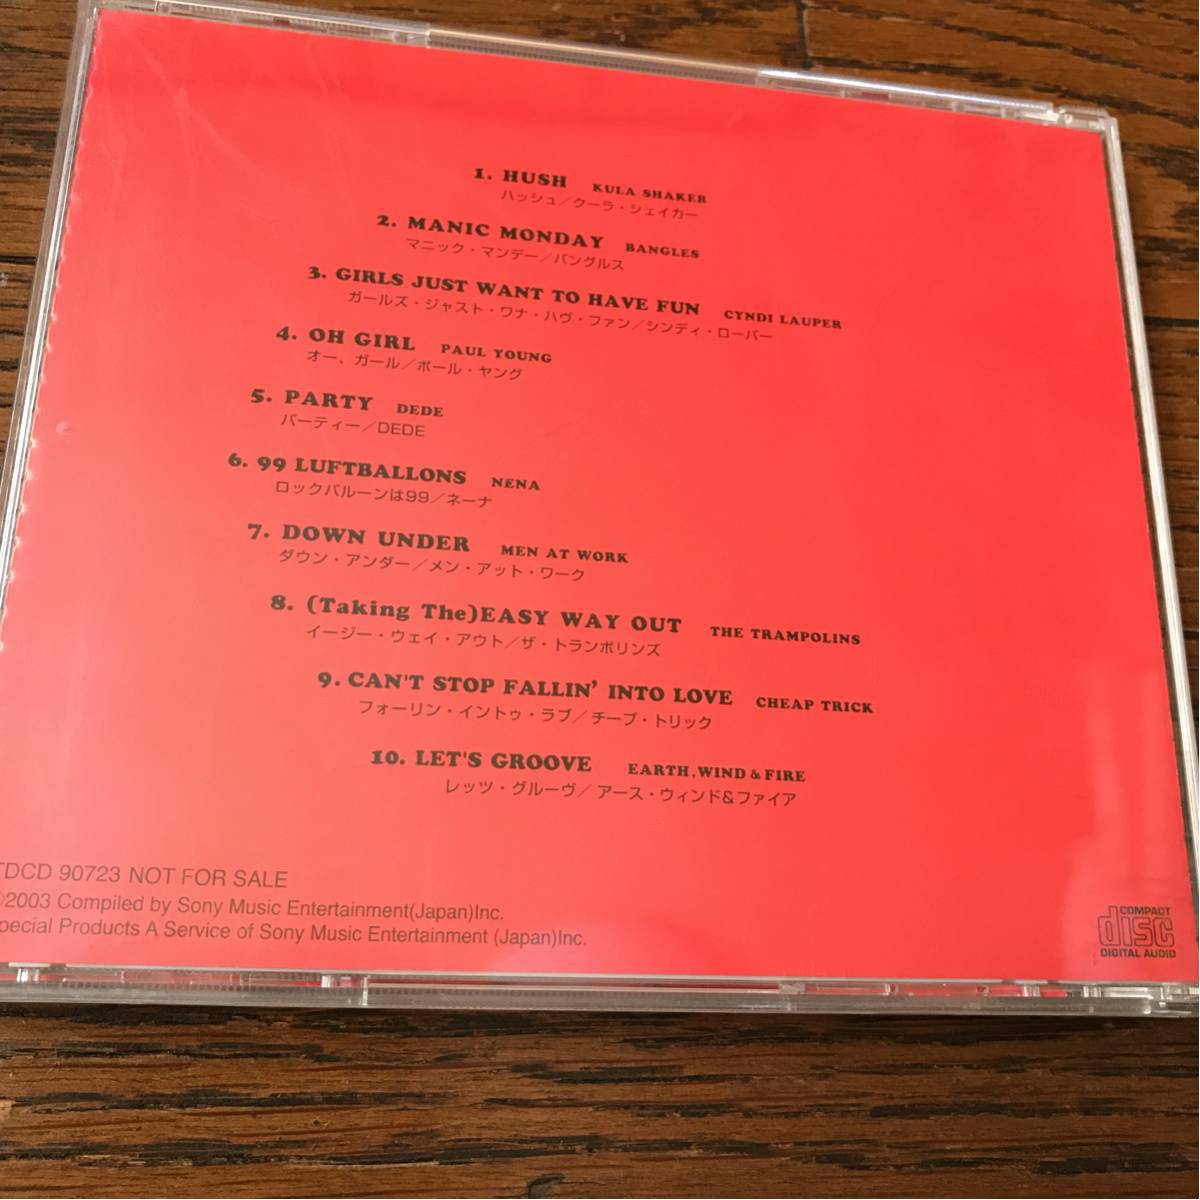 1. HUSH KULA SHAKER
ハッシュ／クーラ・シェイカー
2. MANIC MONDAY BANGLES
マニック・マンデー／バングルス
3. GIRLS JUST WANT TO HAVE FUN CYNDI LAUPER
ガールズ・ジャスト・ワナ・ハヴ・ファン／シンディ・ローパー
4. OH GIRL PAUL YOUNG
オー、ガール／ポール・ヤング
5. PARTY DEDE
パーティー／DEDE
6. 99 LUFTBALLONS NENA
ロックバルーンは99／ネーナ
7. DOWN UNDER MEN AT WORK
ダウン・アンダー／メン・アット・ワーク
8. (Taking The)EASY WAY OUT THE TRAMPOLINS
イージー・ウェイ・アウト／ザ・トランポリンズ
9. CAN'T STOP FALLIN' INTO LOVE CHEAP TRICK
フォーリン・イントゥ・ラブ／チープ・トリック
10. LET'S GROOVE EARTH, WIND & FIRE
レッツ・グルーヴ／アース・ウィンド&ファイア
TDCD 90723 NOT FOR SALE
2003 Compiled by Sony Music Entertainment(Japan)Inc.
pecial Products A Service of Sony Music Entertainment (Japan)Inc.
COMPACT
disc
DIGITAL AUDIO